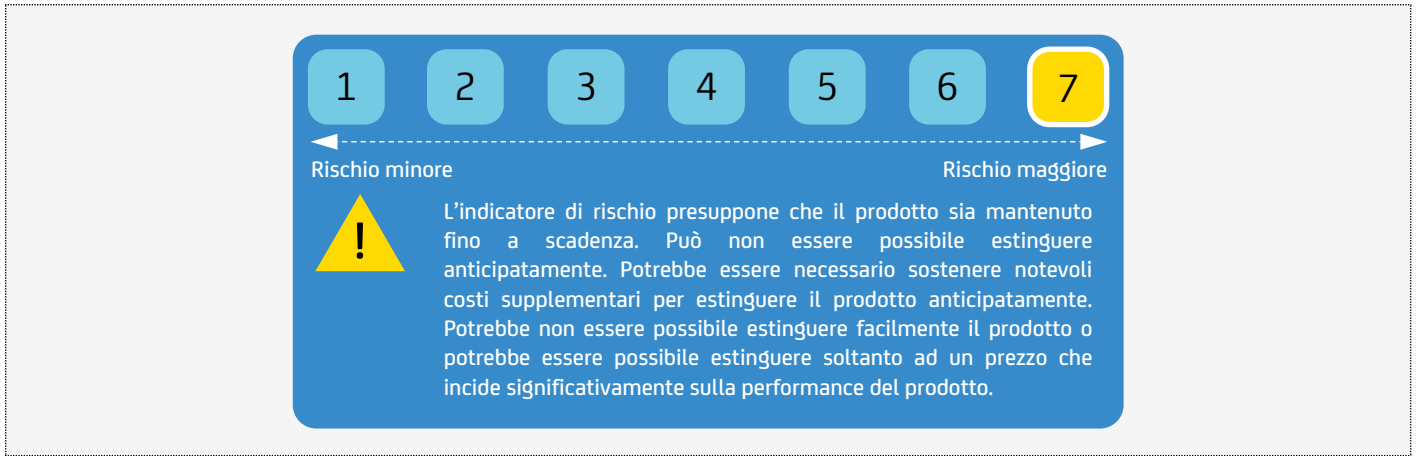 1 2 3 4 5 6 7
Rischio minore Rischio maggiore
!
L'indicatore di rischio presuppone che il prodotto sia mantenuto
fino a scadenza. Può non essere possibile estinguere
anticipatamente. Potrebbe essere necessario sostenere notevoli
costi supplementari per estinguere il prodotto anticipatamente.
Potrebbe non essere possibile estinguere facilmente il prodotto o
potrebbe essere possibile estinguere soltanto ad un prezzo che
incide significativamente sulla performance del prodotto.